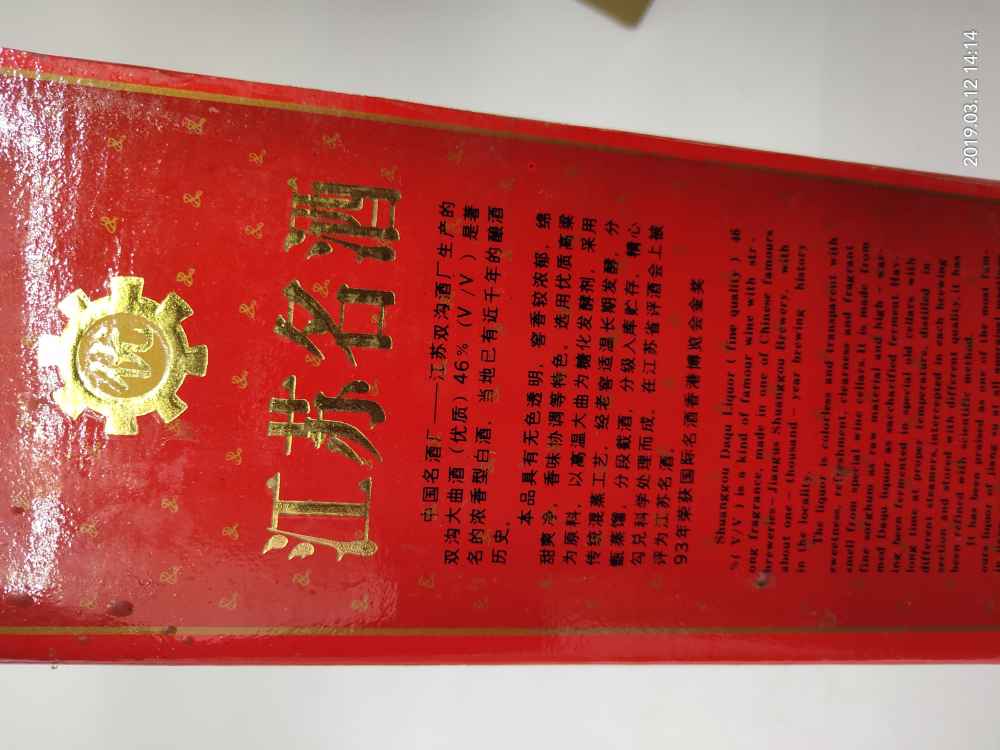 优
江苏名酒
中国名酒厂——江苏双沟酒厂生产的
双沟大曲酒（优质）46％（V/V）是著
名的浓香型白酒，当地已有近千年的酿酒
历史。
本品具有无色透明，窖香较浓郁，绵
甜爽净，香味协调等特色。选用优质高粱
为原料，以高温大曲为糖化发酵剂，采用
传统混蒸工艺，经老窖适温长期发酵，分
甑蒸馏，分段截酒，分级入库贮存，精心
勾兑科学处理而成。在江苏省评酒会上被
评为江苏名酒。
93年荣获国际名酒香港博览会金奖
Shuanggou Daqu Liquor ( fine quality ) 46
%( V/V ) is a kind of famour wine with str-
ong fragrance, made in one of Chinese famours
breweries-Jiangsu Shuanggou Brewery, with
about one-thousand-year brewing history
in the locality.
The liquor is colorless and transparent with
sweetness, refreshment, clearness and fragrant
smell from special wine cellars. It is made from
fine sorghum as raw material and high-war-
med Daqu liquour as saccharified ferment Hav-
ing been fermented in special old cellars with
long time at proper temperature, distilled in
different steamers, intercepted in each brewing
section and stored with different quality, it has
been refined with scientific method.
It has been praised as one of the most fam-
ours liquor of Jiang su at the
2019.03.12 14:14